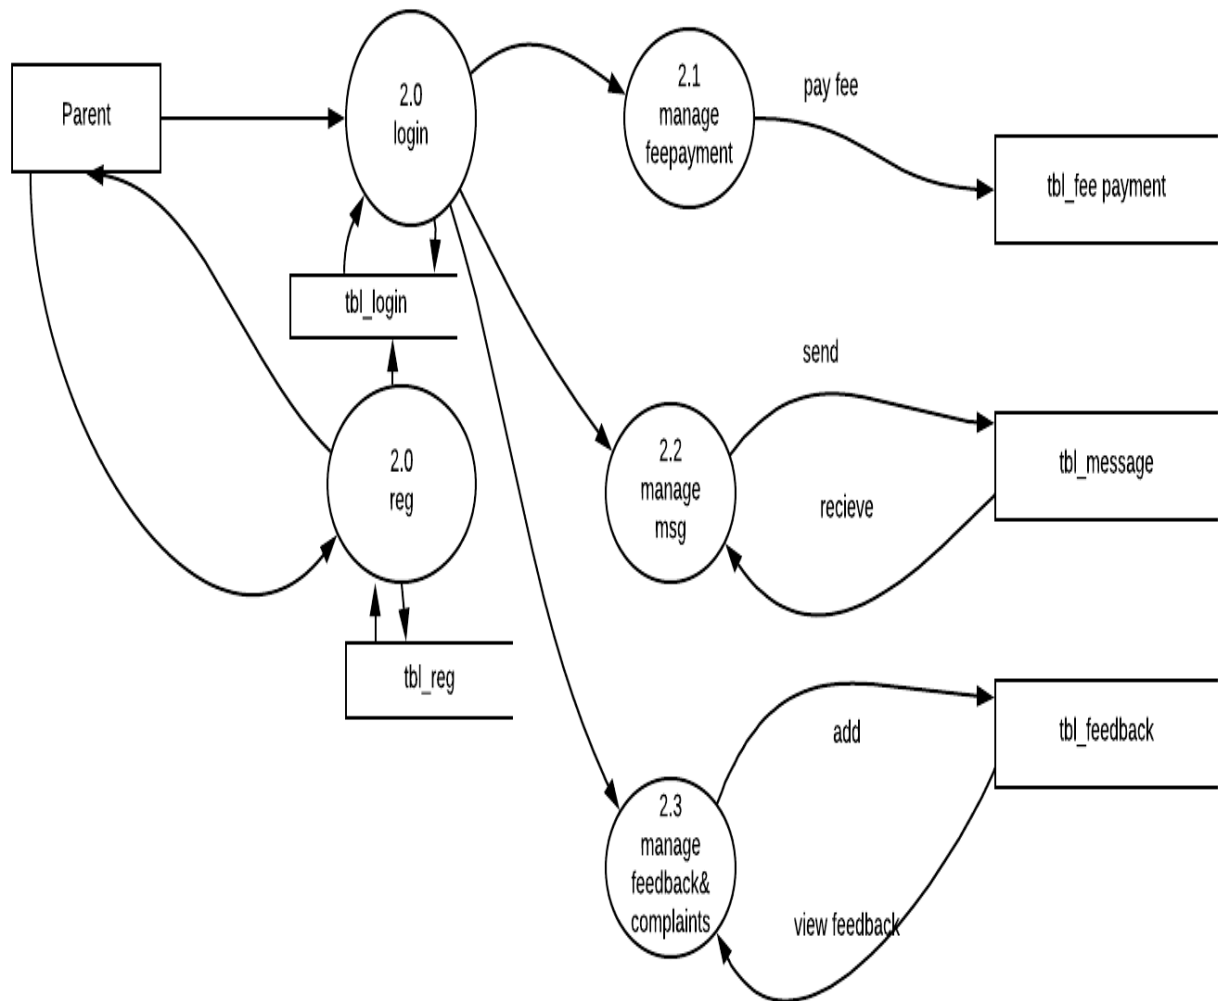 Parent
2.0
login
2.1
manage
feepayment
pay fee
tbl_fee payment
tbl_login
send
2.0
reg
2.2
manage
msg
recieve
tbl_message
tbl_reg
2.3
manage
feedback&
complaints
add
tbl_feedback
view feedback